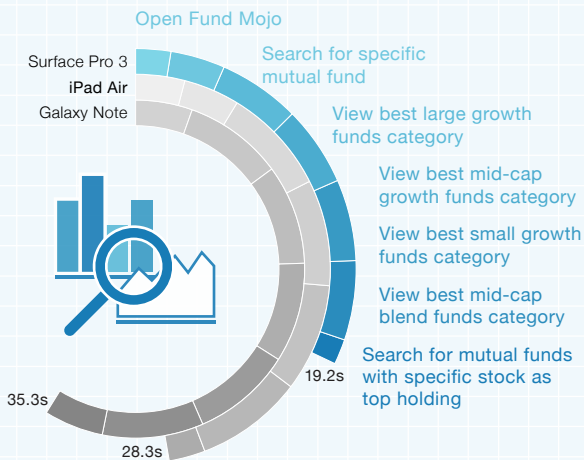 Open Fund Mojo
Surface Pro 3
iPad Air
Galaxy Note
Search for specific
mutual fund
View best large growth
funds category
View best mid-cap
growth funds category
View best small growth
funds category
View best mid-cap
blend funds category
Search for mutual funds
with specific stock as
top holding
19.2s
35.3s
28.3s